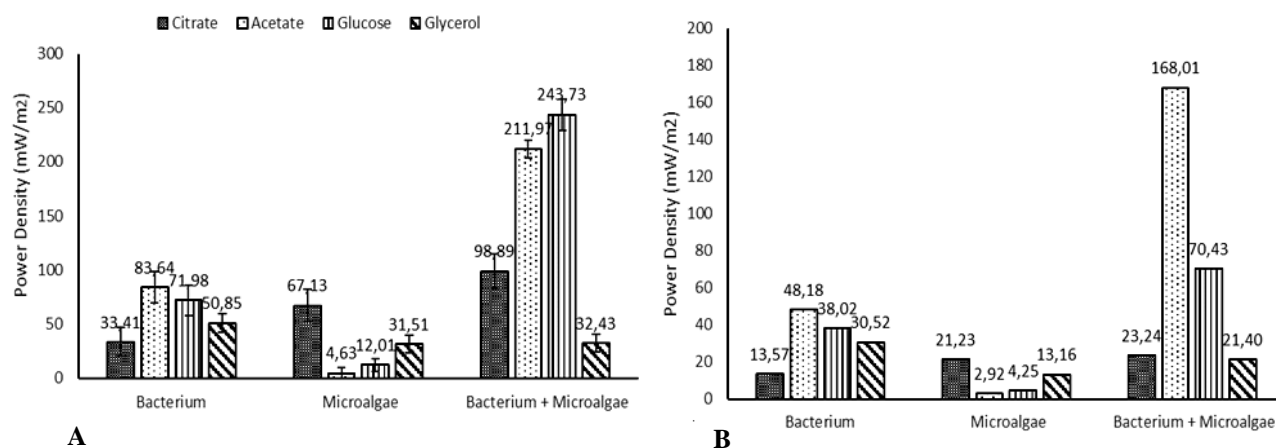 Citrate Acetate Glucose Glycerol
Power Density (mW/m2)
300
250
200
150
100
50
0
33,41 83,64 71,98 50,85
67,13 4,63 12,01 31,51
98,89 211,97 243,73 32,43
Bacterium Microalgae Bacterium + Microalgae
A
Power Density (mW/m2)
200
180
160
140
120
100
80
60
40
20
0
13,57 48,18 38,02 30,52
21,23 2,92 4,25 13,16
23,24 168,01 70,43 21,40
Bacterium Microalgae Bacterium + Microalgae
B